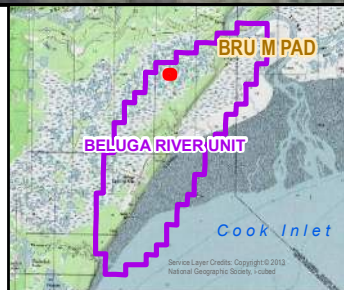 BRU M PAD
BELUGA RIVER UNIT
Cook Inlet
Service Layer Credits: Copyright:© 2013
National Geographic Society, i-cubed